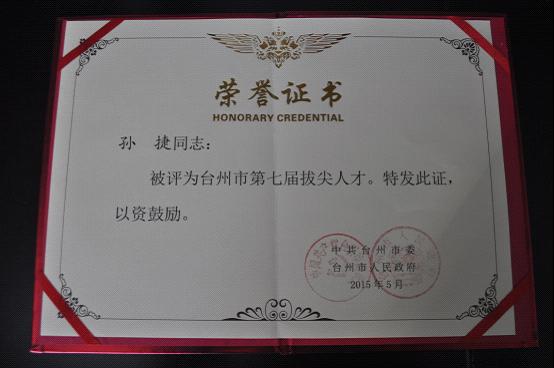 荣誉证书
HONORARY CREDENTIAL
孙 捷同志：
被评为台州市第七届拔尖人才。特发此证，
以资鼓励。
中共台州市委
台州市人民政府
2015年5月